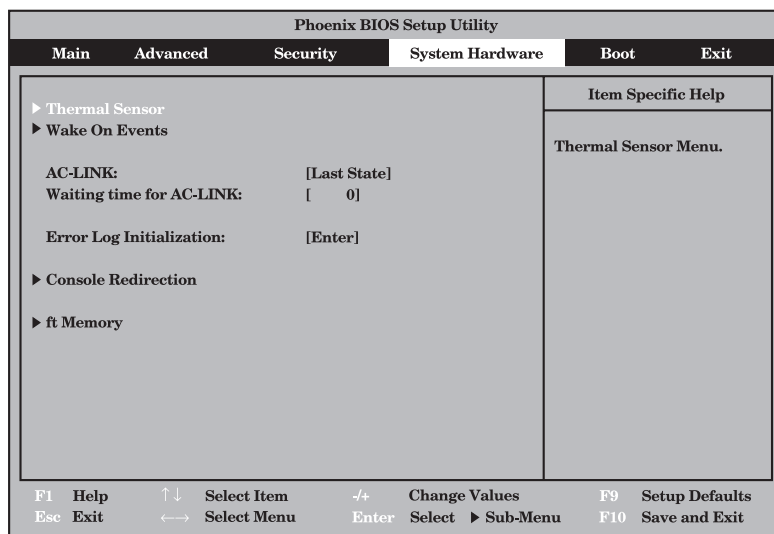 Phoenix BIOS Setup Utility
Main Advanced Security System Hardware Boot Exit
▶ Thermal Sensor
▶ Wake On Events
AC-LINK: [Last State]
Waiting time for AC-LINK: [ 0]
Error Log Initialization: [Enter]
▶ Console Redirection
▶ ft Memory
Item Specific Help
Thermal Sensor Menu.
F1 Help ↑↓ Select Item -/+ Change Values F9 Setup Defaults
Esc Exit ←→ Select Menu Enter Select ▶ Sub-Menu F10 Save and Exit